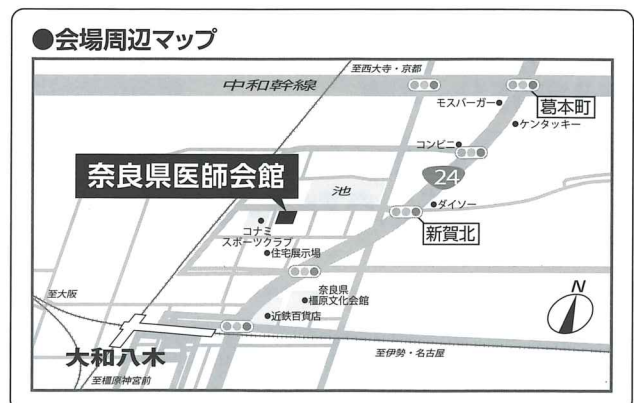 ●会場周辺マップ
至西大寺・京都
中和幹線
モスバーガー
葛本町
ケンタッキー
コンビニ
24
奈良県医師会館
池
ダイソー
コナミ
スポーツクラブ
新賀北
住宅展示場
奈良県
橿原文化会館
N
至大阪
近鉄百貨店
大和八木
至伊勢・名古屋
至橿原神宮前